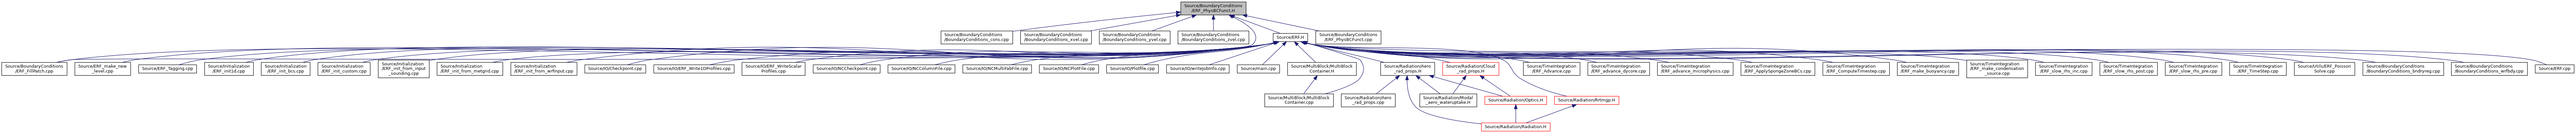 Source/BoundaryConditions
/ERF_PhysBCFunct.H
Source/BoundaryConditions
/BoundaryConditions_cons.cpp
Source/BoundaryConditions
/BoundaryConditions_xvel.cpp
Source/BoundaryConditions
/BoundaryConditions_yvel.cpp
Source/BoundaryConditions
/BoundaryConditions_zvel.cpp
Source/ERF.H
Source/BoundaryConditions
/ERF_PhysBCFunct.cpp
Source/BoundaryConditions
/ERF_FillPatch.cpp
Source/ERF_make_new
_level.cpp
Source/ERF_Tagging.cpp
Source/Initialization
/ERF_init1d.cpp
Source/Initialization
/ERF_init_bcs.cpp
Source/Initialization
/ERF_init_custom.cpp
Source/Initialization
/ERF_init_from_input
_sounding.cpp
Source/Initialization
/ERF_init_from_metgrid.cpp
Source/Initialization
/ERF_init_from_wrfinput.cpp
Source/IO/Checkpoint.cpp
Source/IO/ERF_Write1DProfiles.cpp
Source/IO/ERF_WriteScalar
Profiles.cpp
Source/IO/NCCheckpoint.cpp
Source/IO/NCColumnFile.cpp
Source/IO/NCMultiFabFile.cpp
Source/IO/NCPlotFile.cpp
Source/IO/Plotfile.cpp
Source/IO/writeJobInfo.cpp
Source/main.cpp
Source/MultiBlock/MultiBlock
Container.H
Source/Radiation/Aero
_rad_props.H
Source/Radiation/Cloud
_rad_props.H
Source/TimeIntegration
/ERF_Advance.cpp
Source/TimeIntegration
/ERF_advance_dycore.cpp
Source/TimeIntegration
/ERF_advance_microphysics.cpp
Source/TimeIntegration
/ERF_ApplySpongeZoneBCs.cpp
Source/TimeIntegration
/ERF_ComputeTimestep.cpp
Source/TimeIntegration
/ERF_make_buoyancy.cpp
Source/TimeIntegration
/ERF_make_condensation
_source.cpp
Source/TimeIntegration
/ERF_slow_rhs_inc.cpp
Source/TimeIntegration
/ERF_slow_rhs_post.cpp
Source/TimeIntegration
/ERF_slow_rhs_pre.cpp
Source/TimeIntegration
/ERF_TimeStep.cpp
Source/Utils/ERF_Poisson
Solve.cpp
Source/BoundaryConditions
/BoundaryConditions_bndryreg.cpp
Source/BoundaryConditions
/BoundaryConditions_wrfbdy.cpp
Source/ERF.cpp
Source/MultiBlock/MultiBlock
Container.cpp
Source/Radiation/Aero
_rad_props.cpp
Source/Radiation/Modal
_aero_wateruptake.H
Source/Radiation/Optics.H
Source/Radiation/Rrtmgp.H
Source/Radiation/Radiation.H